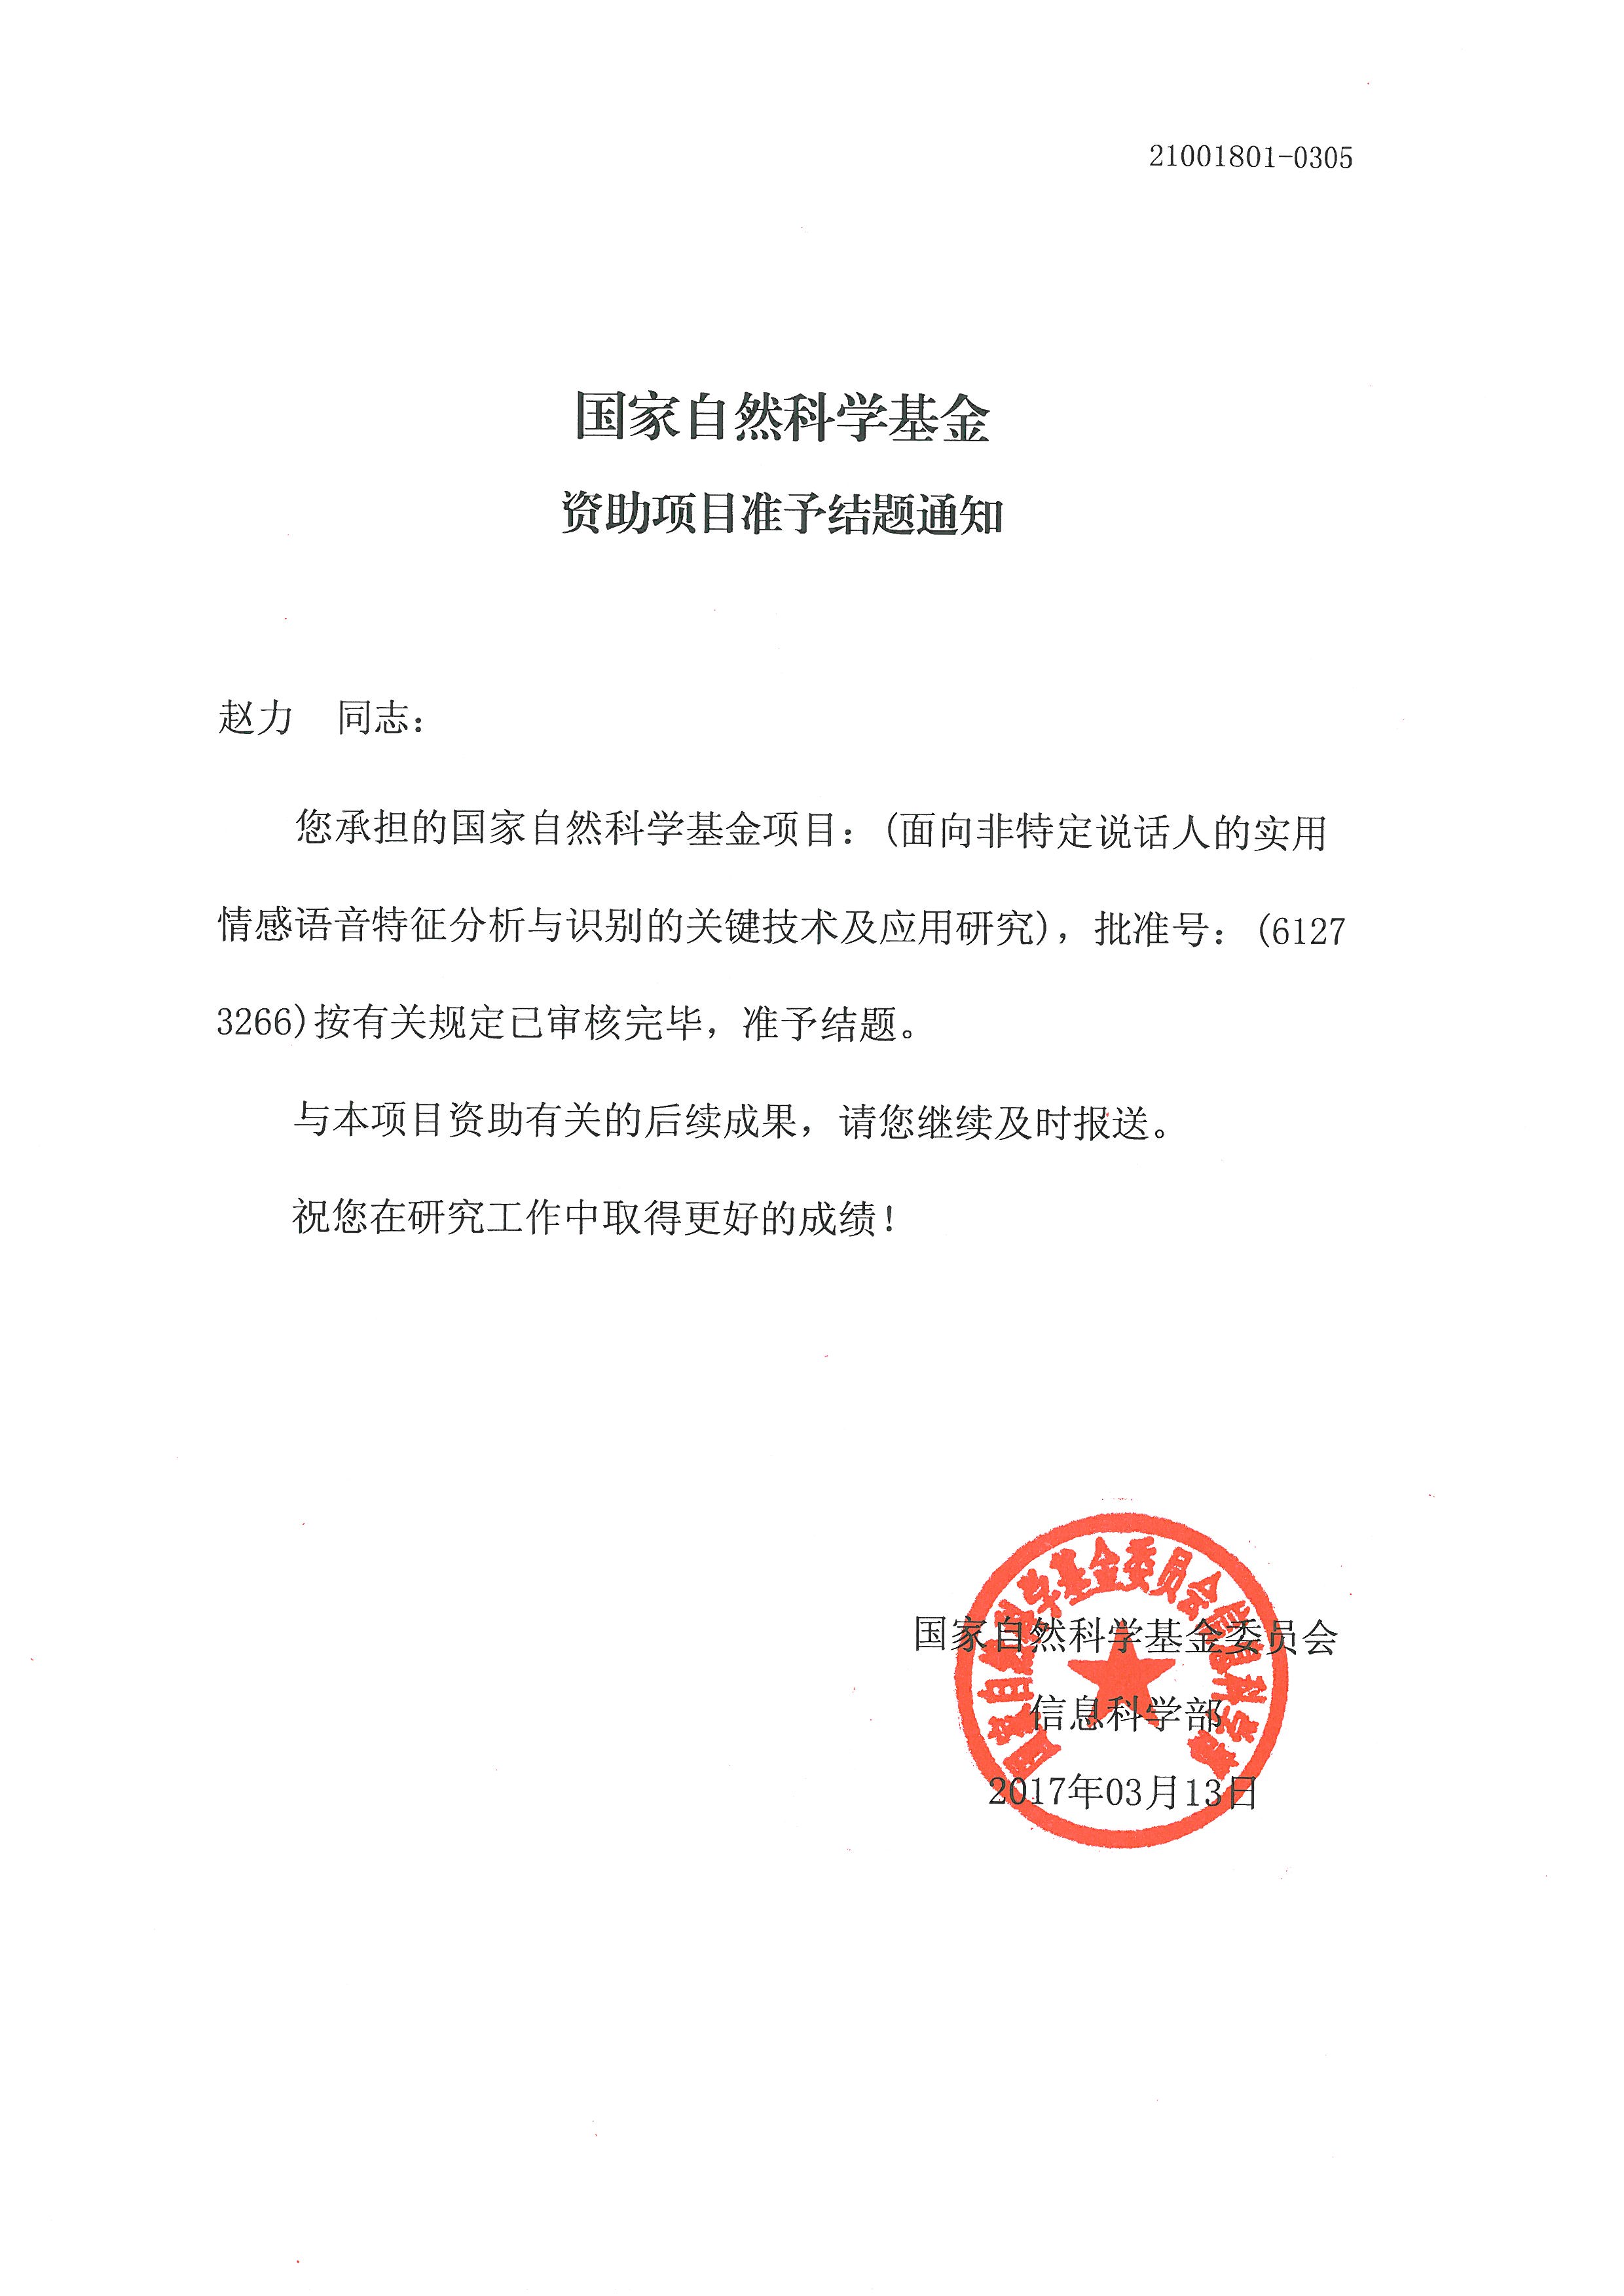 21001801-0305
国家自然科学基金
资助项目准予结题通知
赵力 同志：
您承担的国家自然科学基金项目：(面向非特定说话人的实用
情感语音特征分析与识别的关键技术及应用研究)，批准号：(6127
3266)按有关规定已审核完毕，准予结题。
与本项目资助有关的后续成果，请您继续及时报送。
祝您在研究工作中取得更好的成绩！
国家自然科学基金委员会信息科学部
国家自然科学基金委员会
信息科学部
2017年03月13日